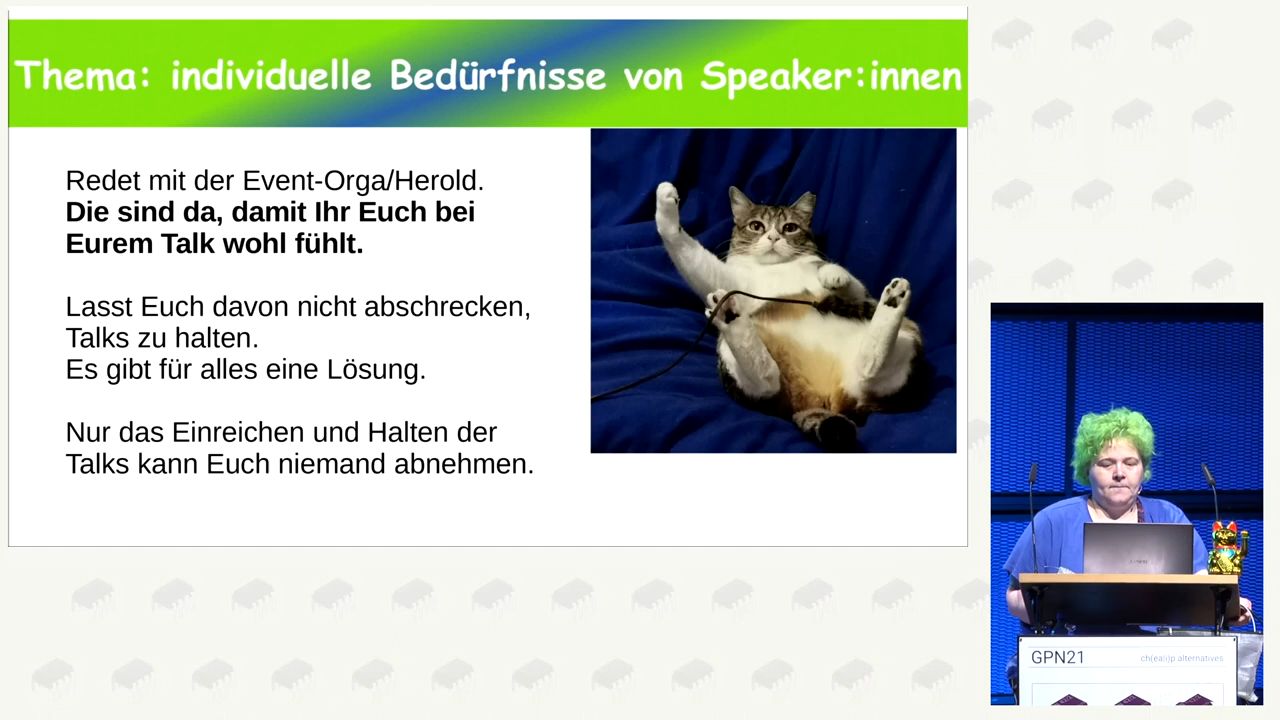 Thema: individuelle Bedürfnisse von Speaker:innen
Redet mit der Event-Orga/Herold.
Die sind da, damit Ihr Euch bei
Eurem Talk wohl fühlt.
Lasst Euch davon nicht abschrecken,
Talks zu halten.
Es gibt für alles eine Lösung.
Nur das Einreichen und Halten der
Talks kann Euch niemand abnehmen.
GPN21
ch(ea|i)p alternatives